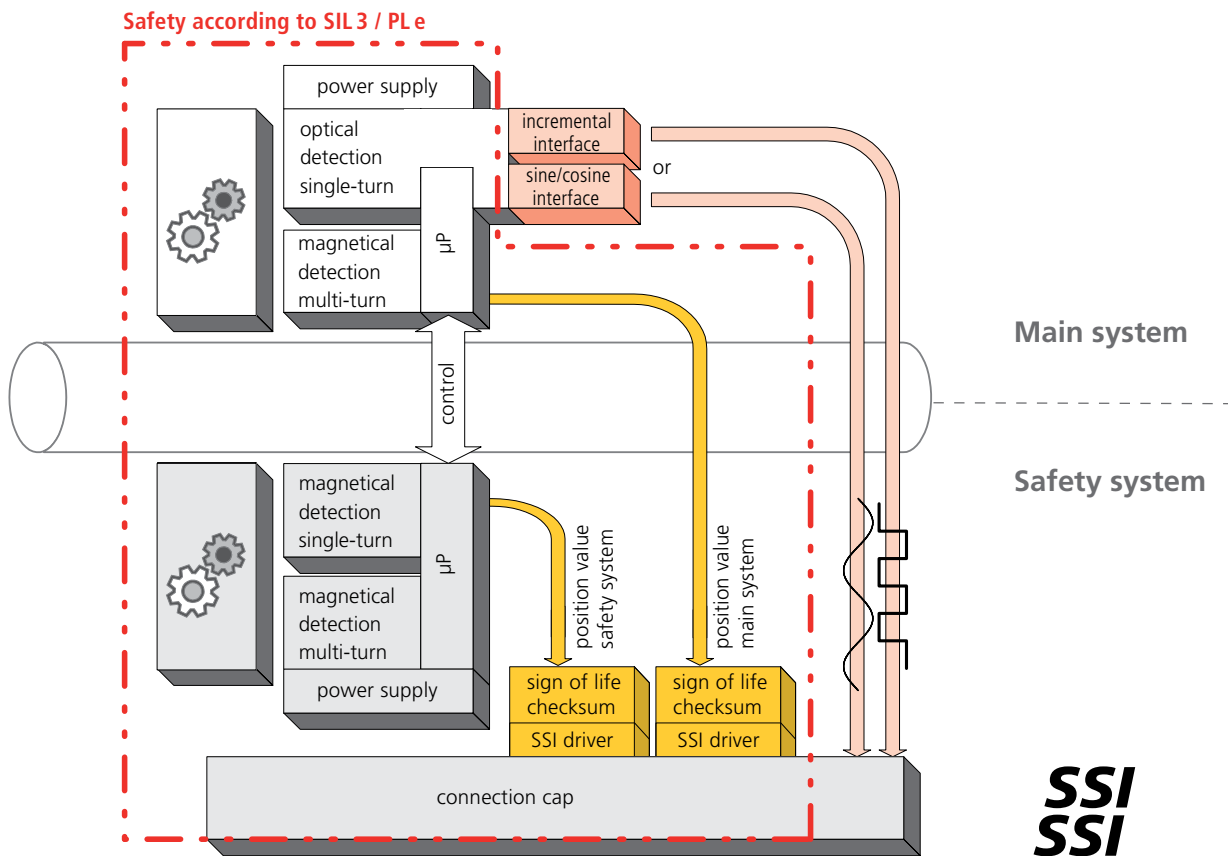 Safety according to SIL 3 / PL e
power supply
optical
detection
single-turn
magnetical
detection
multi-turn
µP
incremental
interface
or
sine/cosine
interface
control
Main system
Safety system
magnetical
detection
single-turn
magnetical
detection
multi-turn
µP
power supply
position value
safety system
position value
main system
sign of life
checksum
SSI driver
sign of life
checksum
SSI driver
connection cap
SSI
SSI